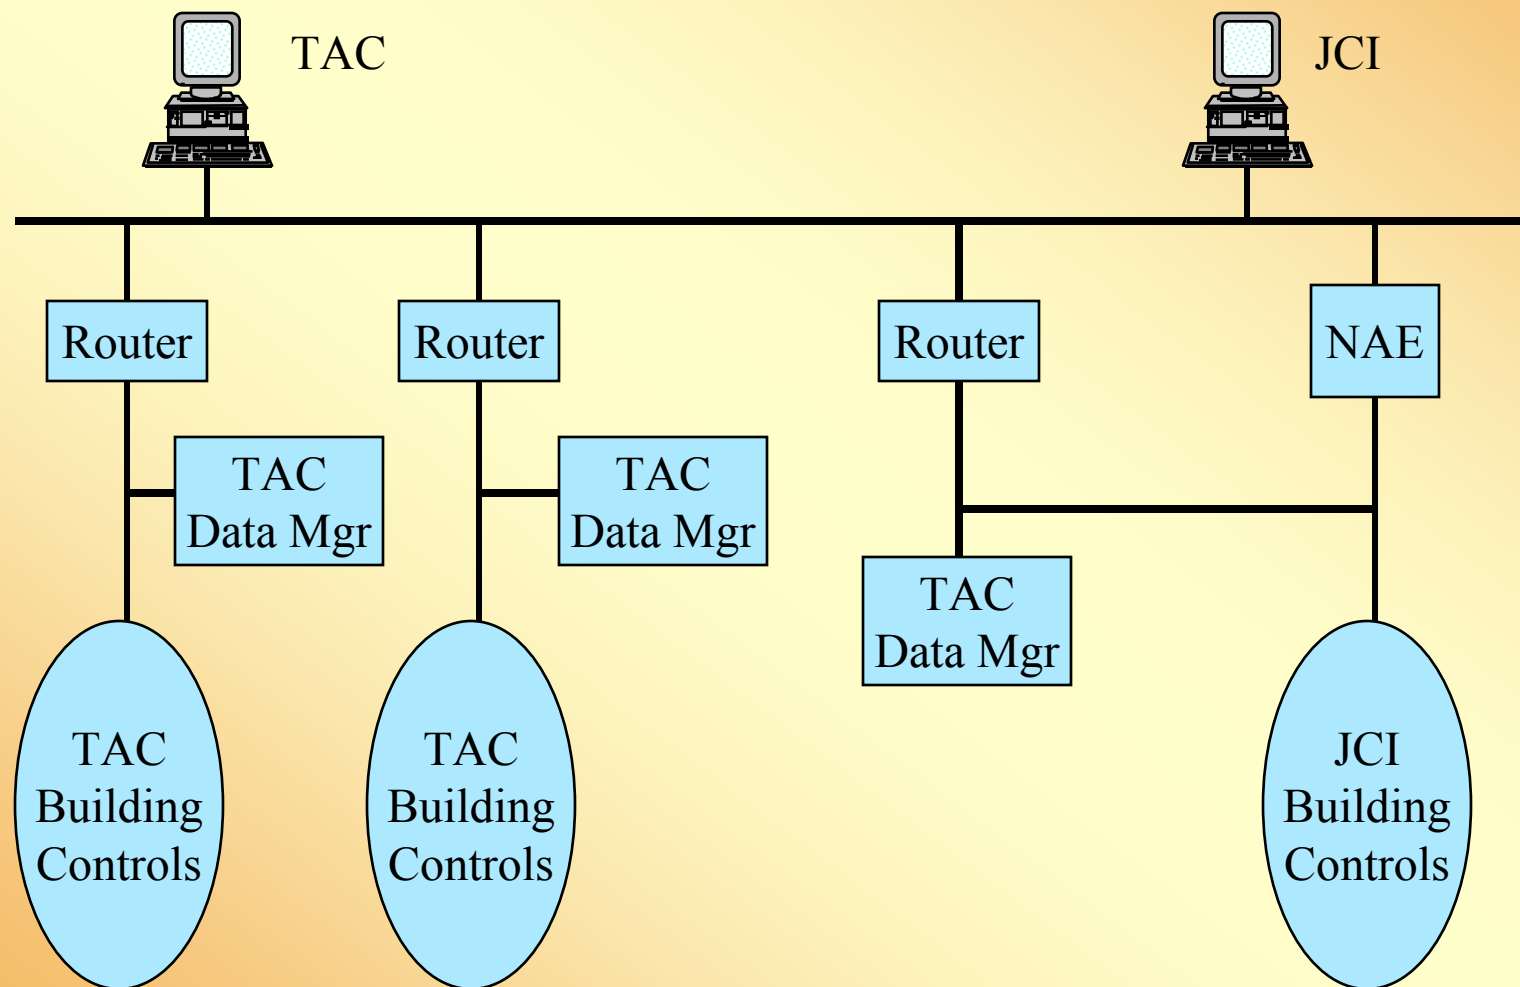 TAC
JCI
Router
Router
Router
NAE
TAC
Data Mgr
TAC
Data Mgr
TAC
Data Mgr
TAC
Building
Controls
TAC
Building
Controls
JCI
Building
Controls